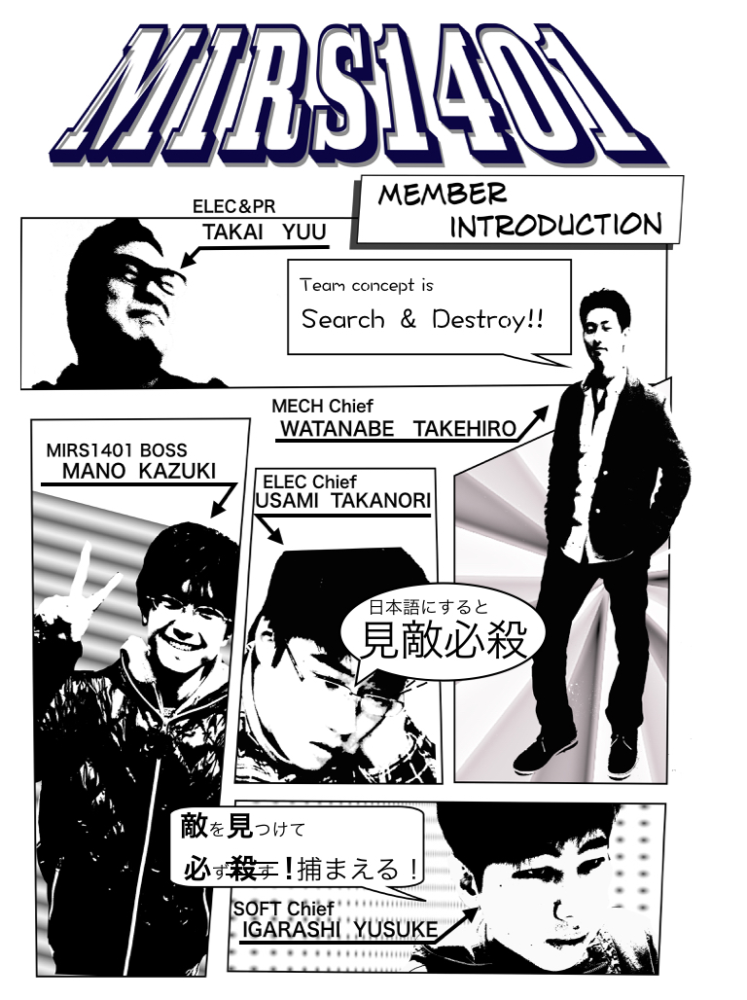 MIRS1401
MEMBER
INTRODUCTION
ELEC&PR
TAKAI YUU
Team concept is
Search & Destroy!!
MECH Chief
WATANABE TAKEHIRO
MIRS1401 BOSS
MANO KAZUKI
ELEC Chief
USAMI TAKANORI
日本語にすると
見敵必殺
敵を見つけて
必ず殺す！捕まえる！
SOFT Chief
IGARASHI YUSUKE